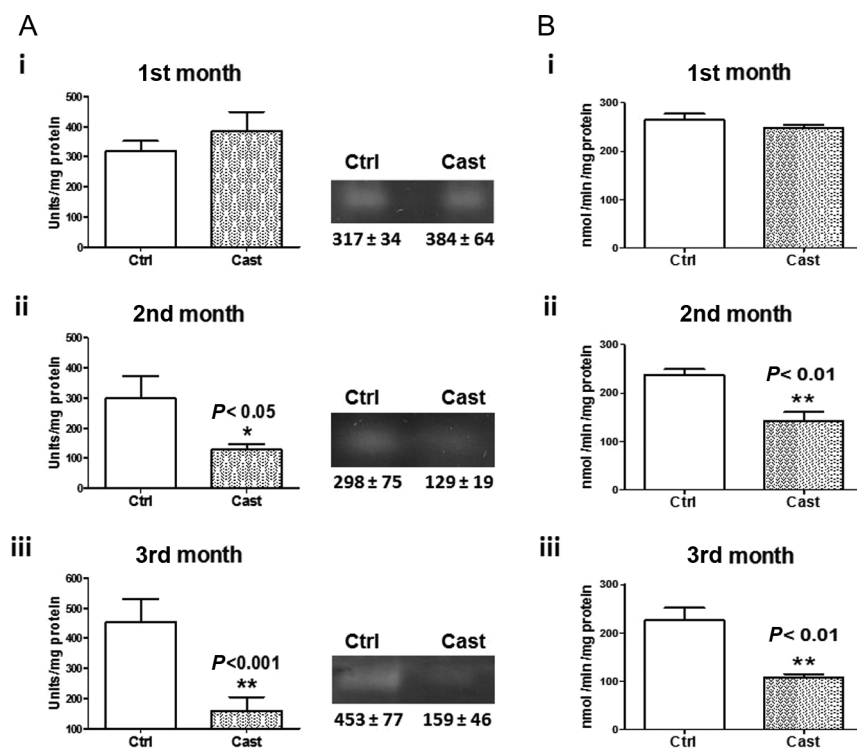 A
B
i
1st month
Units/mg protein
500
400
300
200
100
0
Ctrl
Cast
Ctrl
Cast
317 ± 34
384 ± 64
i
1st month
nmol /min /mg protein
300
200
100
0
Ctrl
Cast
ii
2nd month
Units/mg protein
500
400
300
200
100
0
P< 0.05
*
Ctrl
Cast
Ctrl
Cast
298 ± 75
129 ± 19
ii
2nd month
nmol /min /mg protein
300
200
100
0
P< 0.01
**
Ctrl
Cast
iii
3rd month
Units/mg protein
600
500
400
300
200
100
P<0.001
**
Ctrl
Cast
Ctrl
Cast
453 ± 77
159 ± 46
iii
3rd month
nmol /min /mg protein
300
200
100
0
P< 0.01
**
Ctrl
Cast